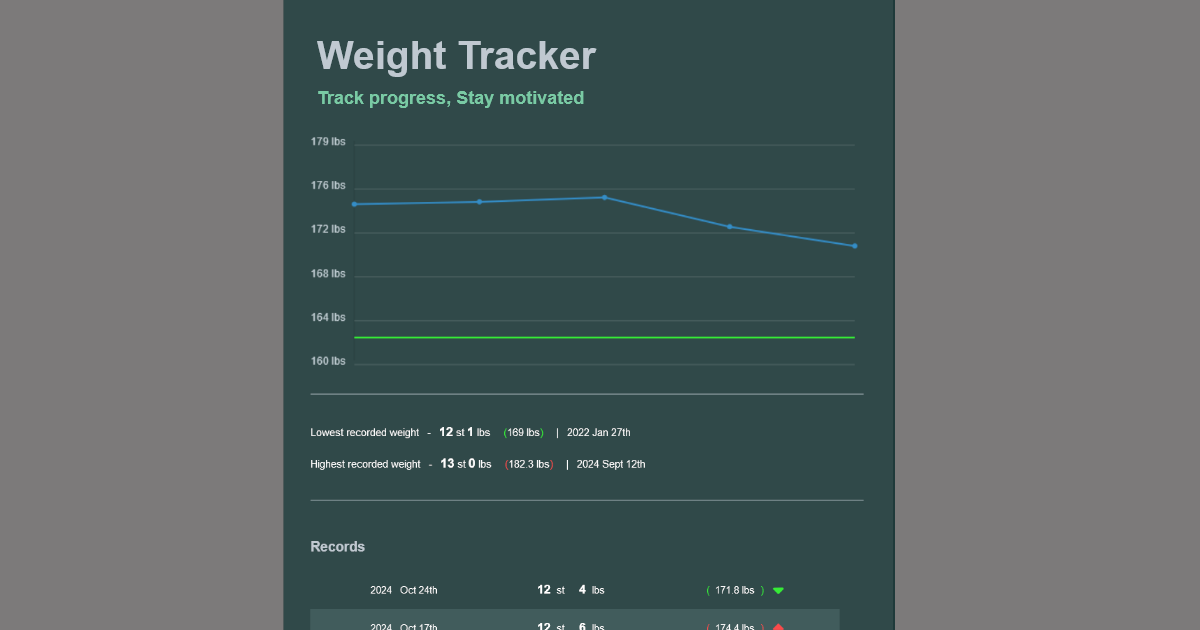 Weight Tracker
Track progress, Stay motivated
179 lbs
176 lbs
172 lbs
168 lbs
164 lbs
160 lbs
Lowest recorded weight - 12 st 1 lbs (169 lbs) | 2022 Jan 27th
Highest recorded weight - 13 st 0 lbs (182.3 lbs) | 2024 Sept 12th
Records
2024 Oct 24th 12 st 4 lbs ( 171.8 lbs )
2024 Oct 17th 12 st 6 lbs ( 174.4 lbs )